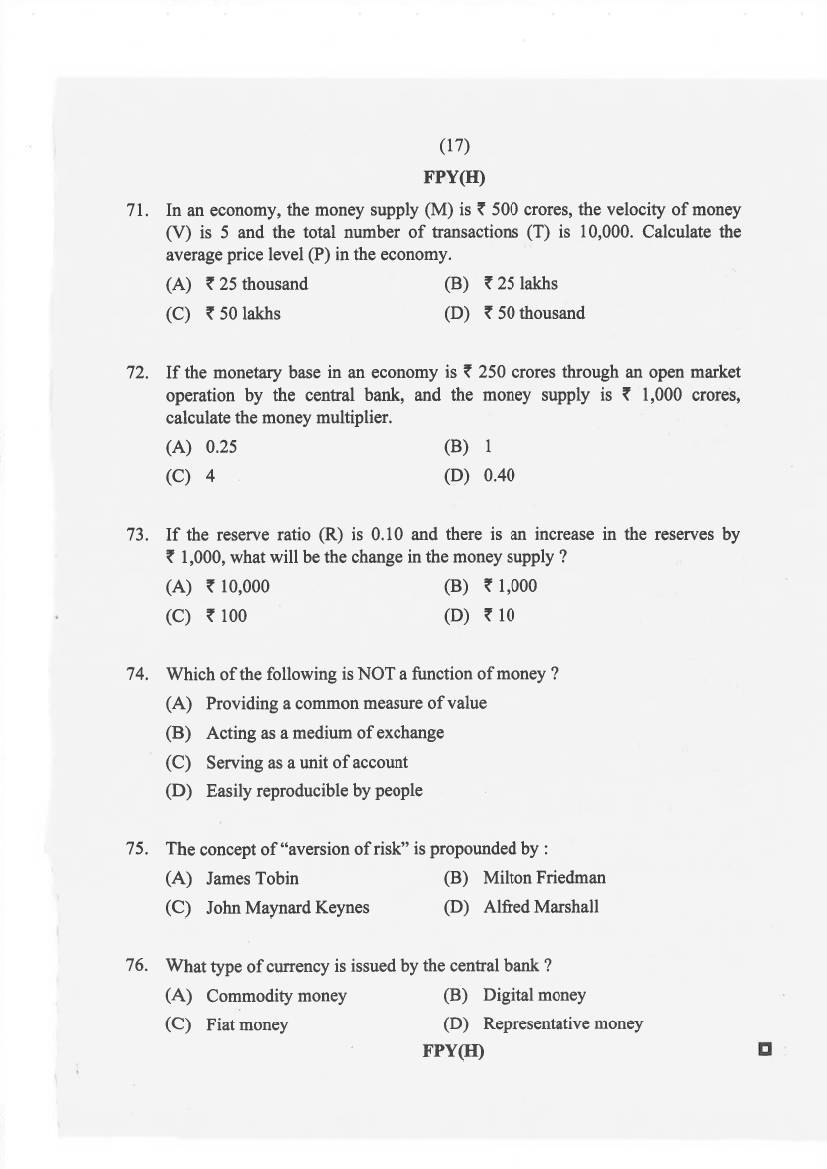 (17)
FPY(H)
71. In an economy, the money supply (M) is ₹ 500 crores, the velocity of money
(V) is 5 and the total number of transactions (T) is 10,000. Calculate the
average price level (P) in the economy.
(A) ₹ 25 thousand (B) ₹ 25 lakhs
(C) ₹ 50 lakhs (D) ₹ 50 thousand
72. If the monetary base in an economy is ₹ 250 crores through an open market
operation by the central bank, and the money supply is ₹ 1,000 crores,
calculate the money multiplier.
(A) 0.25 (B) 1
(C) 4 (D) 0.40
73. If the reserve ratio (R) is 0.10 and there is an increase in the reserves by
₹ 1,000, what will be the change in the money supply ?
(A) ₹ 10,000 (B) ₹ 1,000
(C) ₹ 100 (D) ₹ 10
74. Which of the following is NOT a function of money ?
(A) Providing a common measure of value
(B) Acting as a medium of exchange
(C) Serving as a unit of account
(D) Easily reproducible by people
75. The concept of “aversion of risk” is propounded by :
(A) James Tobin (B) Milton Friedman
(C) John Maynard Keynes (D) Alfred Marshall
76. What type of currency is issued by the central bank ?
(A) Commodity money (B) Digital money
(C) Fiat money (D) Representative money
FPY(H)